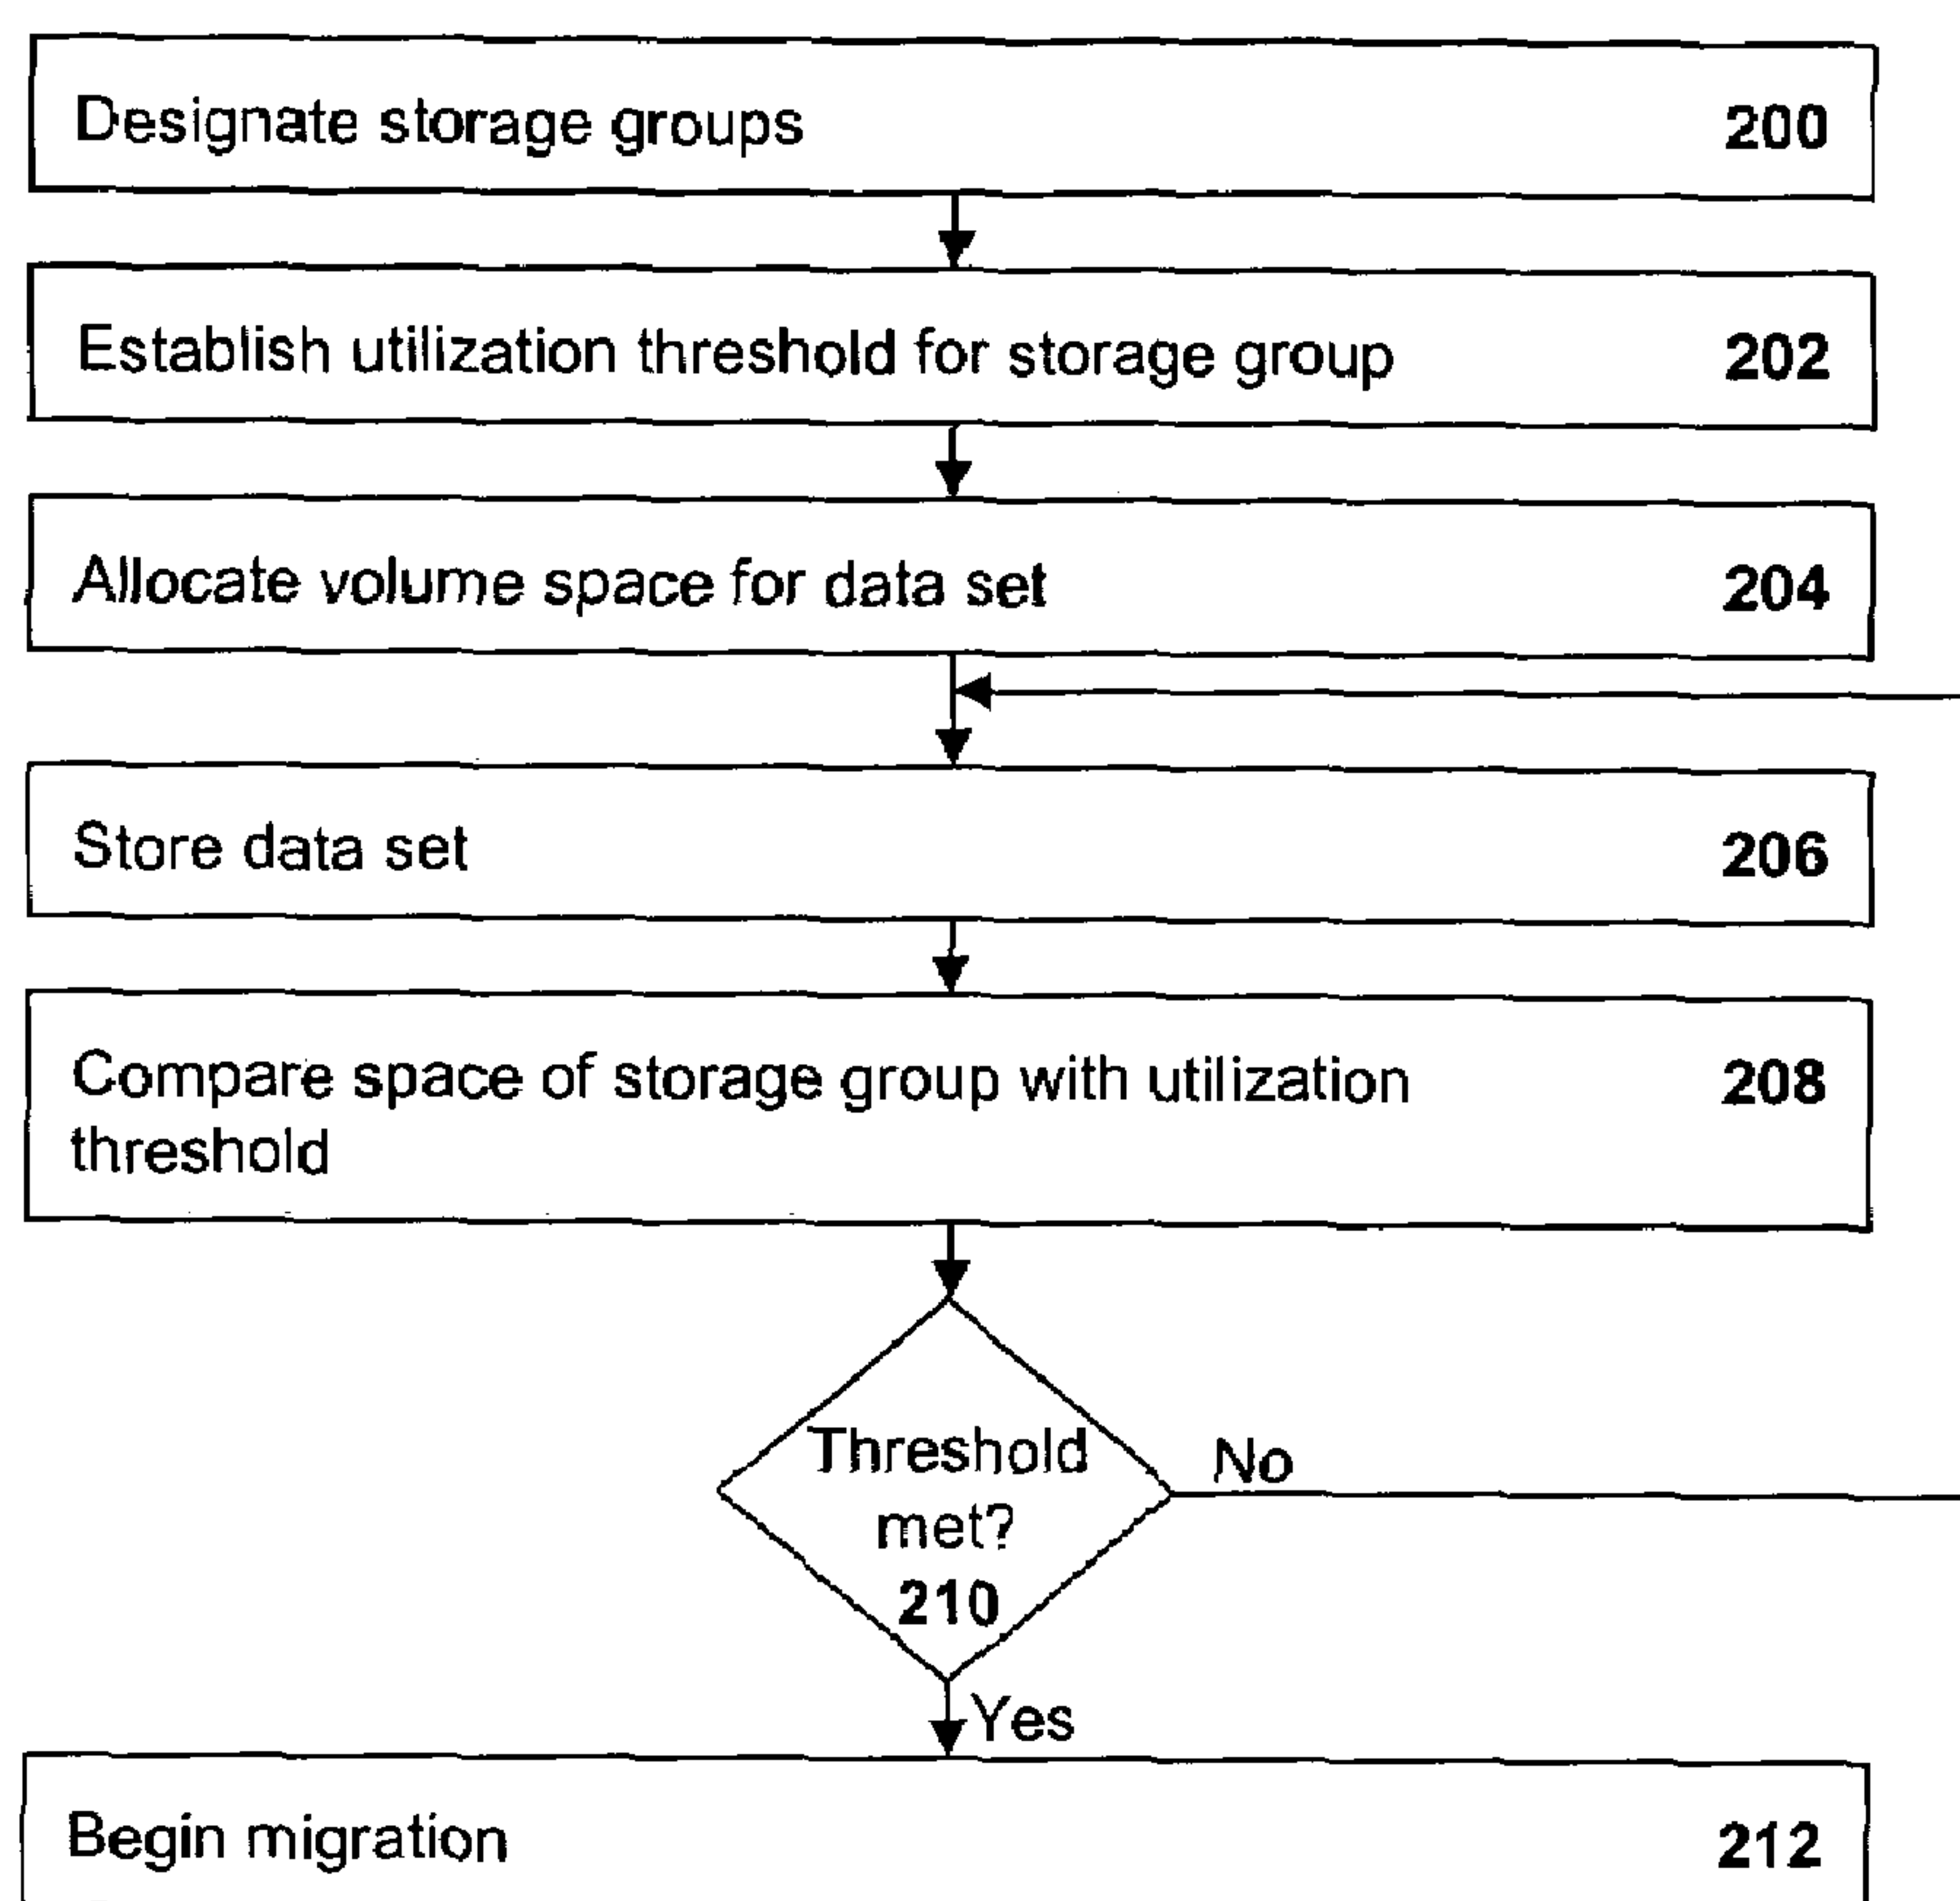 Designate storage groups 200
Establish utilization threshold for storage group 202
Allocate volume space for data set 204
Store data set 206
Compare space of storage group with utilization 208
threshold
Threshold
met?
210
No
Yes
Begin migration 212